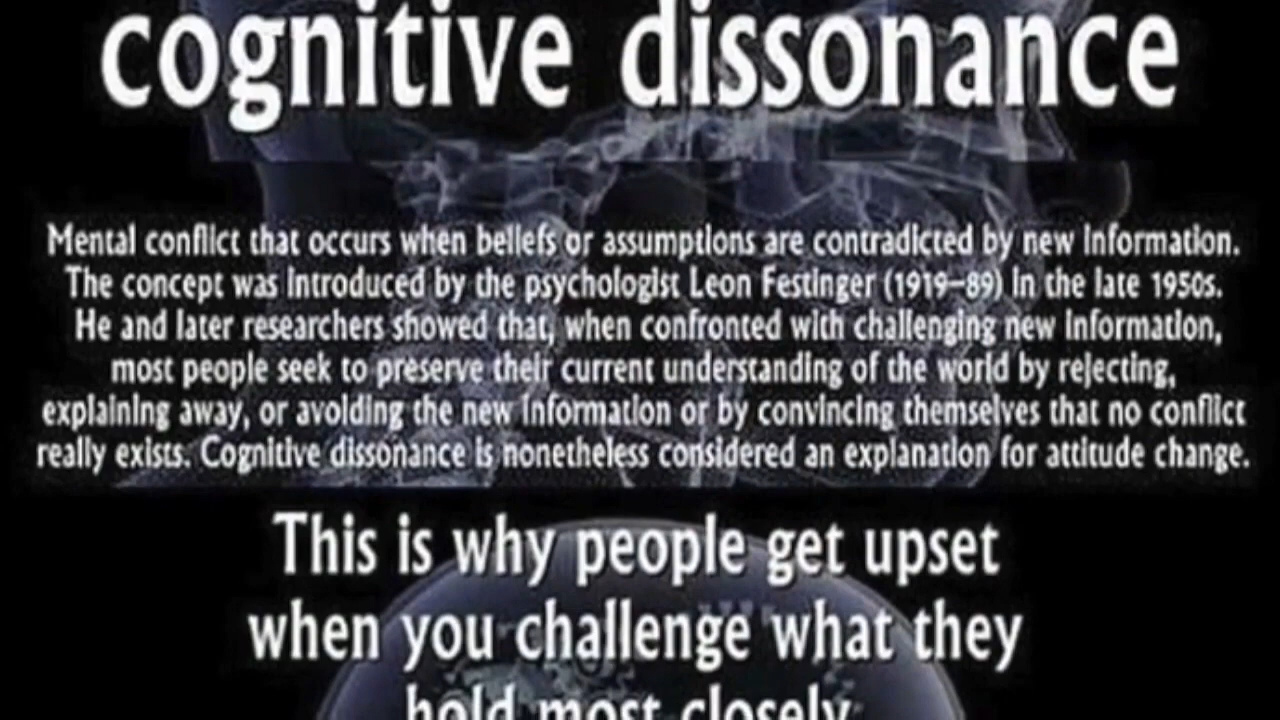 cognitive dissonance
Mental conflict that occurs when beliefs or assumptions are contradicted by new information.
The concept was introduced by the psychologist Leon Festinger (1919–89) in the late 1950s.
He and later researchers showed that, when confronted with challenging new information,
most people seek to preserve their current understanding of the world by rejecting,
explaining away, or avoiding the new information or by convincing themselves that no conflict
really exists. Cognitive dissonance is nonetheless considered an explanation for attitude change.
This is why people get upset
when you challenge what they
hold most closely